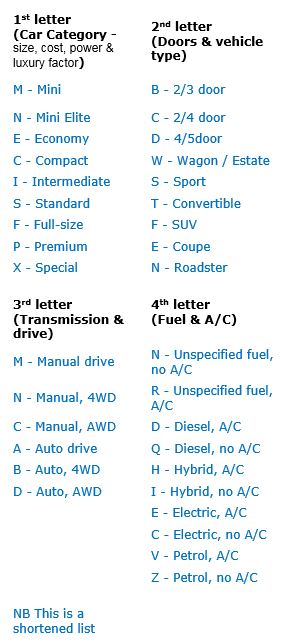 1st letter
(Car Category -
size, cost, power &
luxury factor)
M - Mini
N - Mini Elite
E - Economy
C - Compact
I - Intermediate
S - Standard
F - Full-size
P - Premium
X - Special
2nd letter
(Doors & vehicle
type)
B - 2/3 door
C - 2/4 door
D - 4/5door
W - Wagon / Estate
S - Sport
T - Convertible
F - SUV
E - Coupe
N - Roadster
3rd letter
(Transmission &
drive)
M - Manual drive
N - Manual, 4WD
C - Manual, AWD
A - Auto drive
B - Auto, 4WD
D - Auto, AWD
NB This is a
shortened list
4th letter
(Fuel & A/C)
N - Unspecified fuel,
no A/C
R - Unspecified fuel,
A/C
D - Diesel, A/C
Q - Diesel, no A/C
H - Hybrid, A/C
I - Hybrid, no A/C
E - Electric, A/C
C - Electric, no A/C
V - Petrol, A/C
Z - Petrol, no A/C